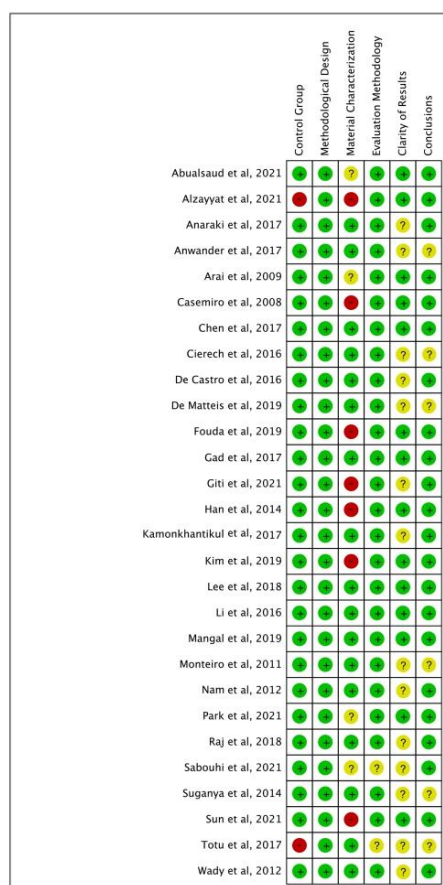 Control Group
Methodological Design
Material Characterization
Evaluation Methodology
Clarity of Results
Conclusions
Abualsaud et al, 2021 + + ? + + +
Alzayyat et al, 2021 - + - + + +
Anaraki et al, 2017 + + + + ? +
Anwander et al, 2017 + + + + ? ?
Arai et al, 2009 + + ? + + +
Casemiro et al, 2008 + + - + + +
Chen et al, 2017 + + + + + +
Cierech et al, 2016 + + + + ? ?
De Castro et al, 2016 + + + + ? +
De Matteis et al, 2019 + + + + ? ?
Fouda et al, 2019 + + - + + +
Gad et al, 2017 + + + + + +
Giti et al, 2021 + + - + ? +
Han et al, 2014 + + - + + +
Kamonkhantikul et al, 2017 + + + + ? +
Kim et al, 2019 + + - + + +
Lee et al, 2018 + + + + + +
Li et al, 2016 + + + + + +
Mangal et al, 2019 + + + + + +
Monteiro et al, 2011 + + + + ? ?
Nam et al, 2012 + + + + ? +
Park et al, 2021 + + ? + + +
Raj et al, 2018 + + + + ? +
Sabouhi et al, 2021 + + ? ? ? +
Suganya et al, 2014 + + + + ? ?
Sun et al, 2021 + + - + + +
Totu et al, 2017 - + + ? ? ?
Wady et al, 2012 + + + + ? +